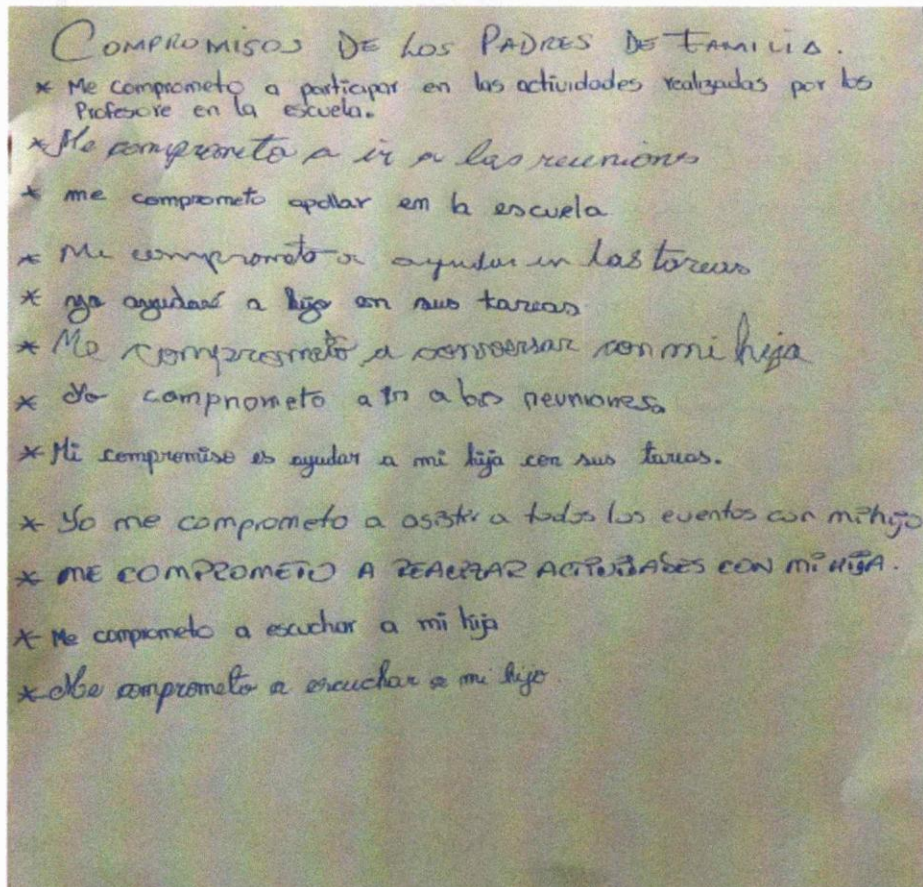 COMPROMISOS DE LOS PADRES DE FAMILIA.
* Me comprometo a participar en las actividades realizadas por los
Profesore en la escuela.
* Me comprometo a ir a las reuniones
* me comprometo apollar em la escuela
* Me comprometo a ayudar en las tareas
* yo ayudaré a hijo en sus tareas
* Me comprometo a conversar con mi hija
* Yo comprometo a ir a las reuniones
* Mi compromiso es ayudar a mi hija con sus tareas.
* Yo me comprometo a asistir a todos los eventos con mi hijo
* ME COMPROMETO A REALIZAR ACTIVIDADES CON MI HIJA.
* Me comprometo a escuchar a mi hija
* Me comprometo a escuchar a mi hijo.